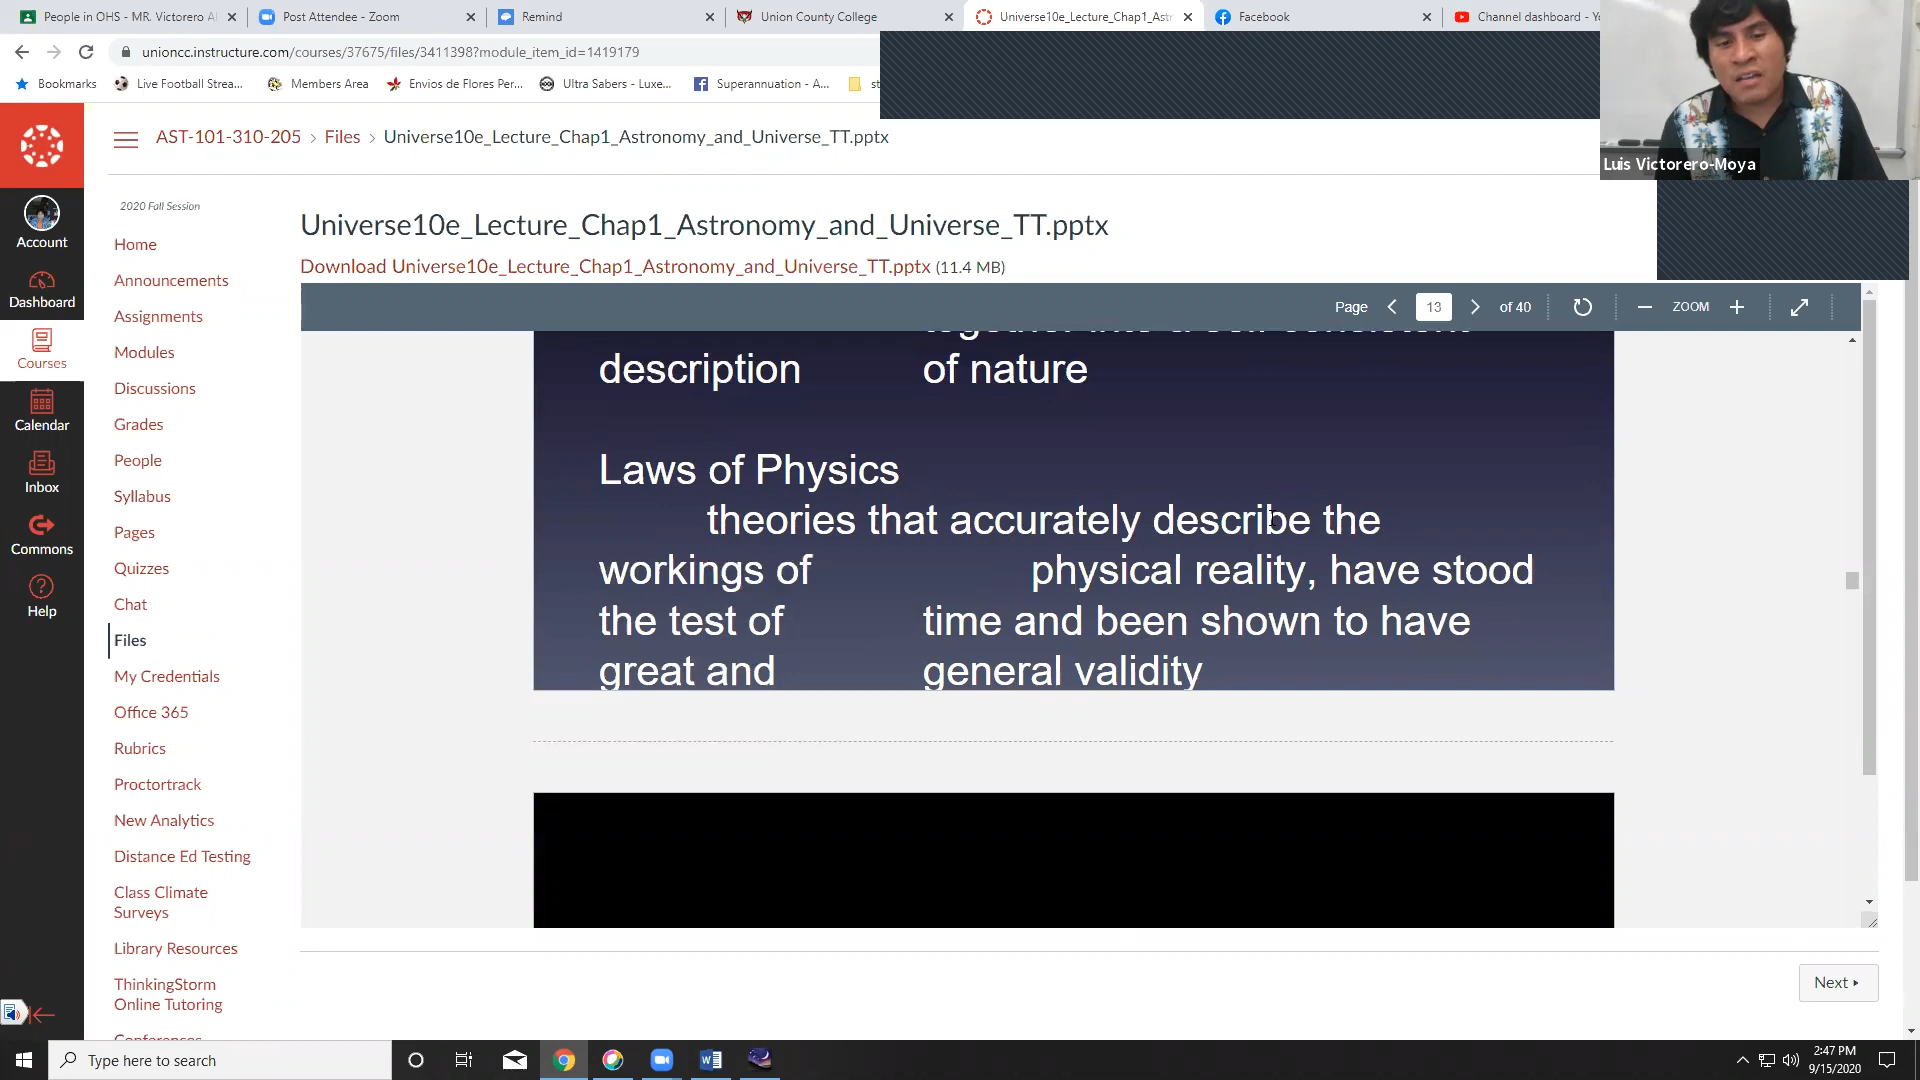 People in OHS - MR. Victorero Al
Post Attendee - Zoom
Remind
Union County College
Universe10e_Lecture_Chap1_Astr
Facebook
Channel dashboard - Yo
unioncc.instructure.com/courses/37675/files/3411398?module_item_id=1419179
Bookmarks
Live Football Strea...
Members Area
Envios de Flores Per...
Ultra Sabers - Luxe...
Superannuation - A...
st
Luis Victorero-Moya
AST-101-310-205 > Files > Universe10e_Lecture_Chap1_Astronomy_and_Universe_TT.pptx
Account
Dashboard
Courses
Calendar
Inbox
Commons
Help
2020 Fall Session
Home
Announcements
Assignments
Modules
Discussions
Grades
People
Syllabus
Pages
Quizzes
Chat
Files
My Credentials
Office 365
Rubrics
Proctortrack
New Analytics
Distance Ed Testing
Class Climate
Surveys
Library Resources
ThinkingStorm
Online Tutoring
Conferences
Universe10e_Lecture_Chap1_Astronomy_and_Universe_TT.pptx
Download Universe10e_Lecture_Chap1_Astronomy_and_Universe_TT.pptx (11.4 MB)
Page 13 of 40 ZOOM
description of nature
Laws of Physics
theories that accurately describe the
workings of physical reality, have stood
the test of time and been shown to have
great and general validity
Next
Type here to search
2:47 PM
9/15/2020